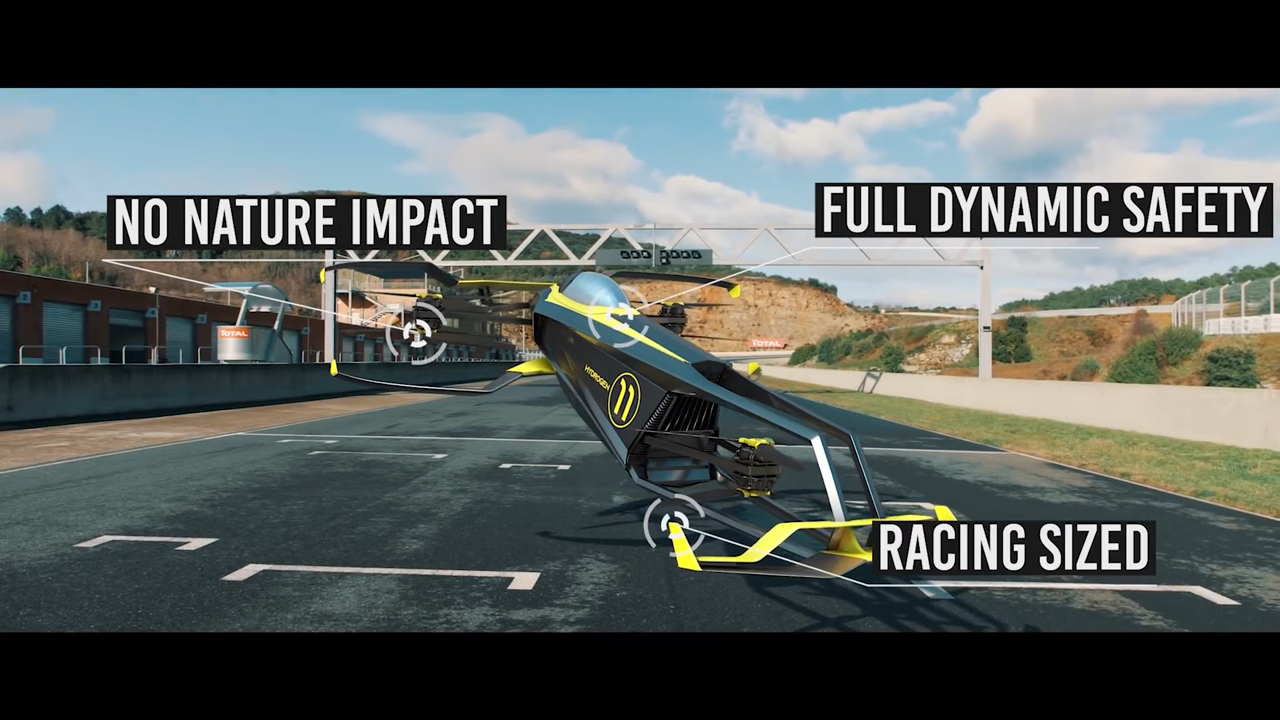 NO NATURE IMPACT
FULL DYNAMIC SAFETY
TOTAL
TOTAL
HYDROGEN
11
RACING SIZED